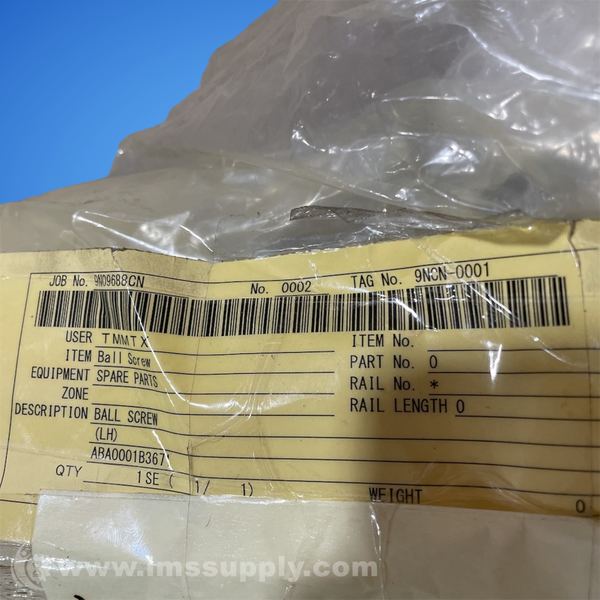 JOB No. 9N09688CN No. 0002 TAG No. 9NCN-0001
USER TMMTX ITEM No.
ITEM Ball Screw PART No. 0
EQUIPMENT SPARE PARTS RAIL No. *
ZONE RAIL LENGTH 0
DESCRIPTION BALL SCREW
(LH)
ABA0001B367
QTY 1SE ( 1/ 1) WEIGHT 0
© www.imssupply.com